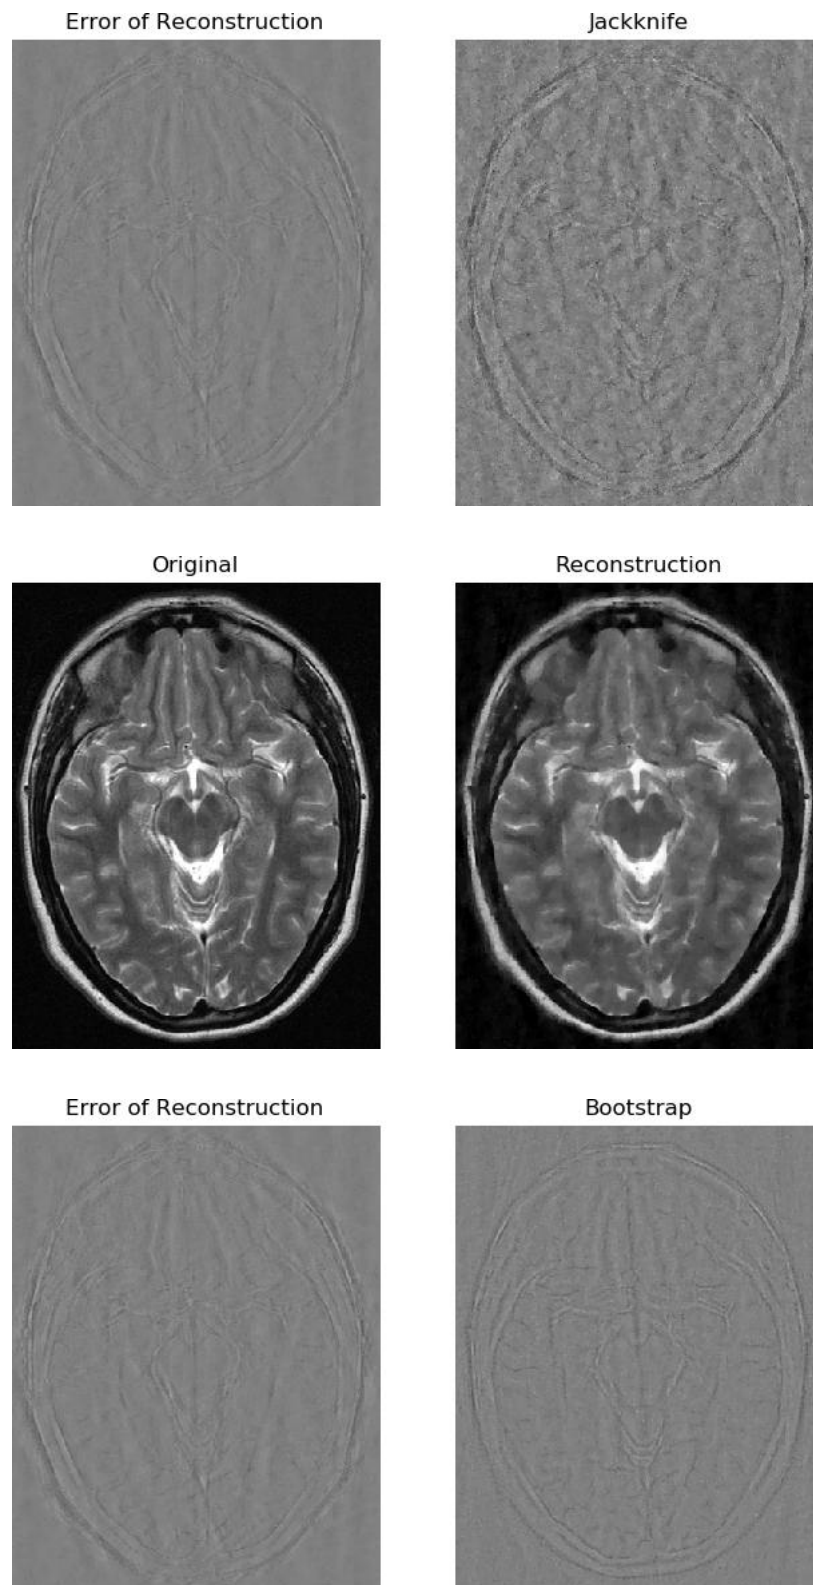 Error of Reconstruction
Jackknife
Original
Reconstruction
Error of Reconstruction
Bootstrap